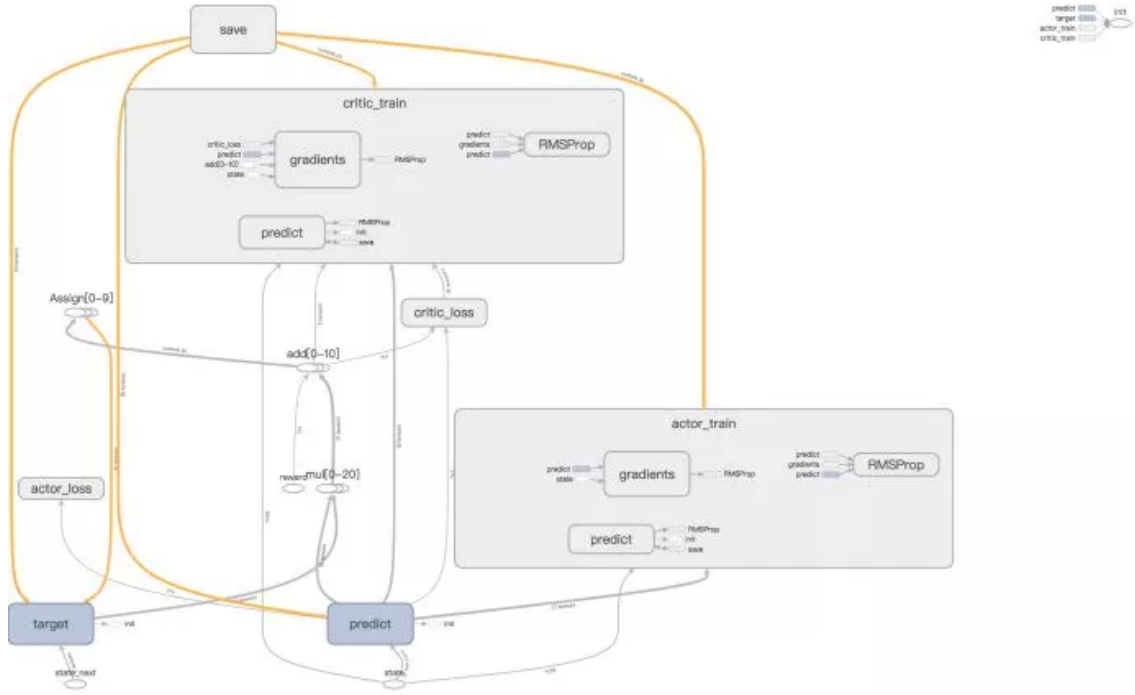 save
predict
target
actor_train
critic_train
init
critic_train
critic_loss
predict
add[0-10]
state
gradients
RMSProp
predict
gradients
predict
RMSProp
predict
RMSProp
init
save
Assign[0-9]
critic_loss
add[0-10]
actor_train
predict
state
gradients
RMSProp
predict
gradients
predict
RMSProp
reward
mul[0-20]
actor_loss
predict
RMSProp
init
save
target
init
predict
init
state_next
state